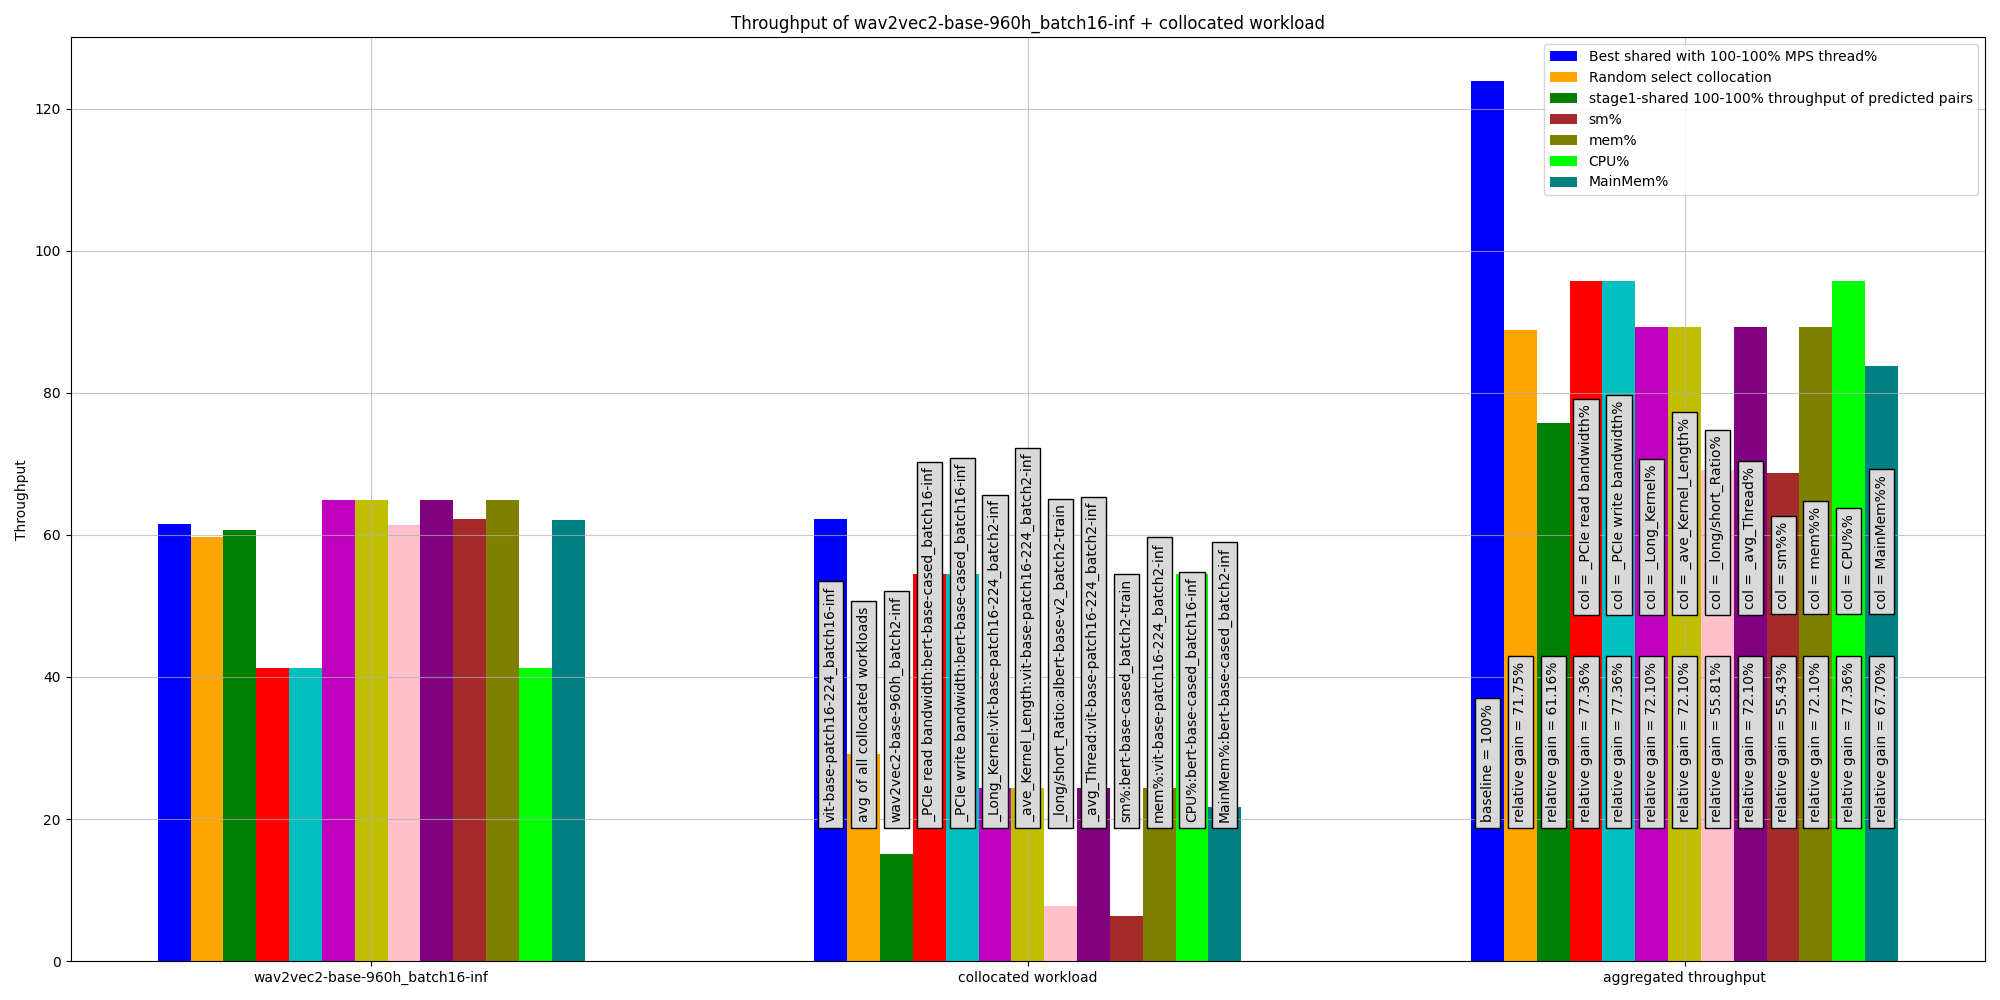 Throughput of wav2vec2-base-960h_batch16-inf + collocated workload
Best shared with 100-100% MPS thread%
Random select collocation
stage1-shared 100-100% throughput of predicted pairs
sm%
mem%
CPU%
MainMem%
Throughput
120
100
80
60
40
20
0
vit-base-patch16-224_batch16-inf
avg of all collocated workloads
wav2vec2-base-960h_batch2-inf
_PCIe read bandwidth:bert-base-cased_batch16-inf
_PCIe write bandwidth:bert-base-cased_batch16-inf
_Long_Kernel:vit-base-patch16-224_batch2-inf
_ave_Kernel_Length:vit-base-patch16-224_batch2-inf
_long/short_Ratio:albert-base-v2_batch2-train
_avg_Thread:vit-base-patch16-224_batch2-inf
sm%:bert-base-cased_batch2-train
mem%:vit-base-patch16-224_batch2-inf
CPU%:bert-base-cased_batch16-inf
MainMem%:bert-base-cased_batch2-inf
col = _PCIe read bandwidth%
col = _PCIe write bandwidth%
col = _Long_Kernel%
col = _ave_Kernel_Length%
col = _long/short_Ratio%
col = _avg_Thread%
col = sm%%
col = mem%%
col = CPU%%
col = MainMem%%
baseline = 100%
relative gain = 71.75%
relative gain = 61.16%
relative gain = 77.36%
relative gain = 77.36%
relative gain = 72.10%
relative gain = 72.10%
relative gain = 55.81%
relative gain = 72.10%
relative gain = 55.43%
relative gain = 72.10%
relative gain = 77.36%
relative gain = 67.70%
wav2vec2-base-960h_batch16-inf
collocated workload
aggregated throughput